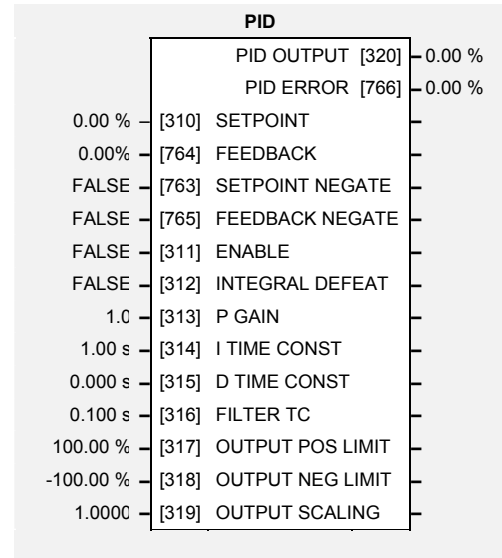 PID
PID OUTPUT [320] 0.00 %
PID ERROR [766] 0.00 %
0.00 % [310] SETPOINT
0.00% [764] FEEDBACK
FALSE [763] SETPOINT NEGATE
FALSE [765] FEEDBACK NEGATE
FALSE [311] ENABLE
FALSE [312] INTEGRAL DEFEAT
1.0 [313] P GAIN
1.00 s [314] I TIME CONST
0.000 s [315] D TIME CONST
0.100 s [316] FILTER TC
100.00 % [317] OUTPUT POS LIMIT
-100.00 % [318] OUTPUT NEG LIMIT
1.0000 [319] OUTPUT SCALING